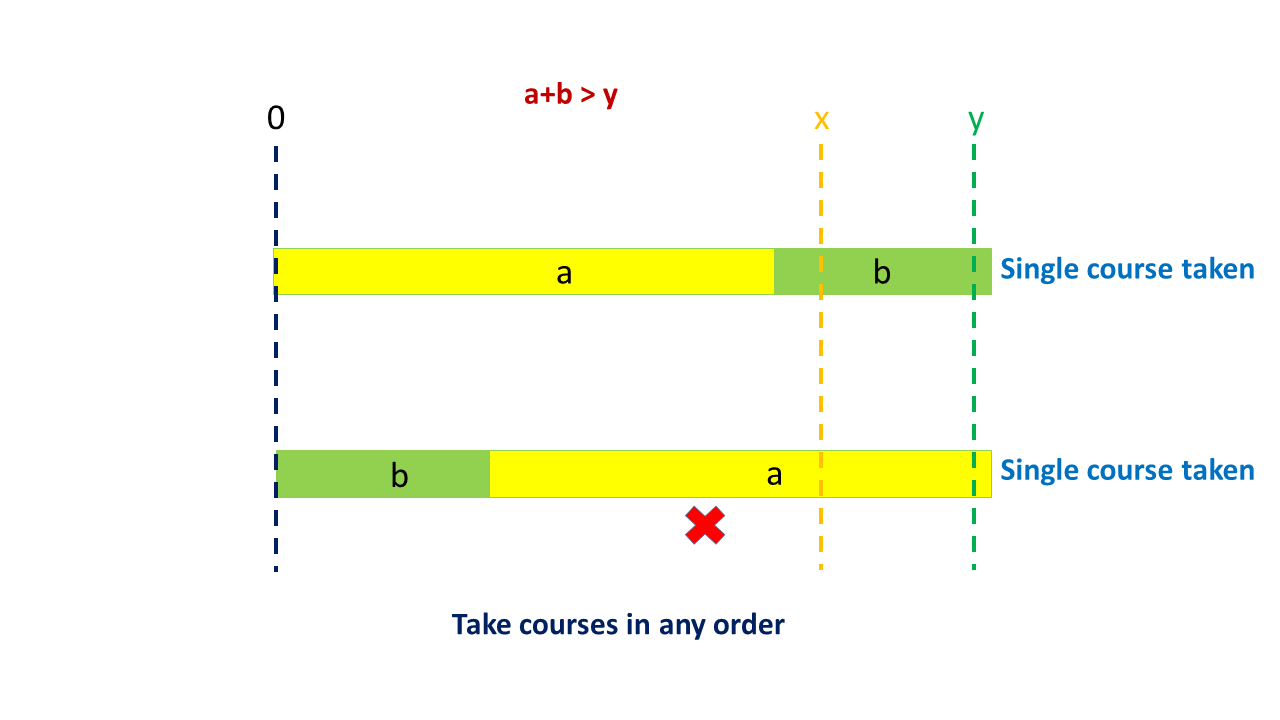 a+b > y
0
x
y
a
b
Single course taken
b
a
Single course taken
Take courses in any order